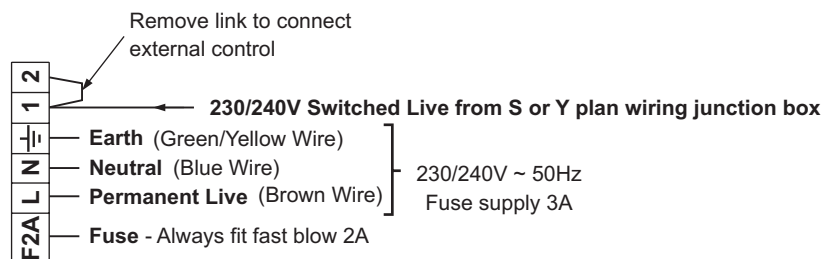 Remove link to connect
external control
2
1
230/240V Switched Live from S or Y plan wiring junction box
Earth (Green/Yellow Wire)
N
Neutral (Blue Wire)
L
Permanent Live (Brown Wire)
230/240V ~ 50Hz
Fuse supply 3A
F2A
Fuse - Always fit fast blow 2A